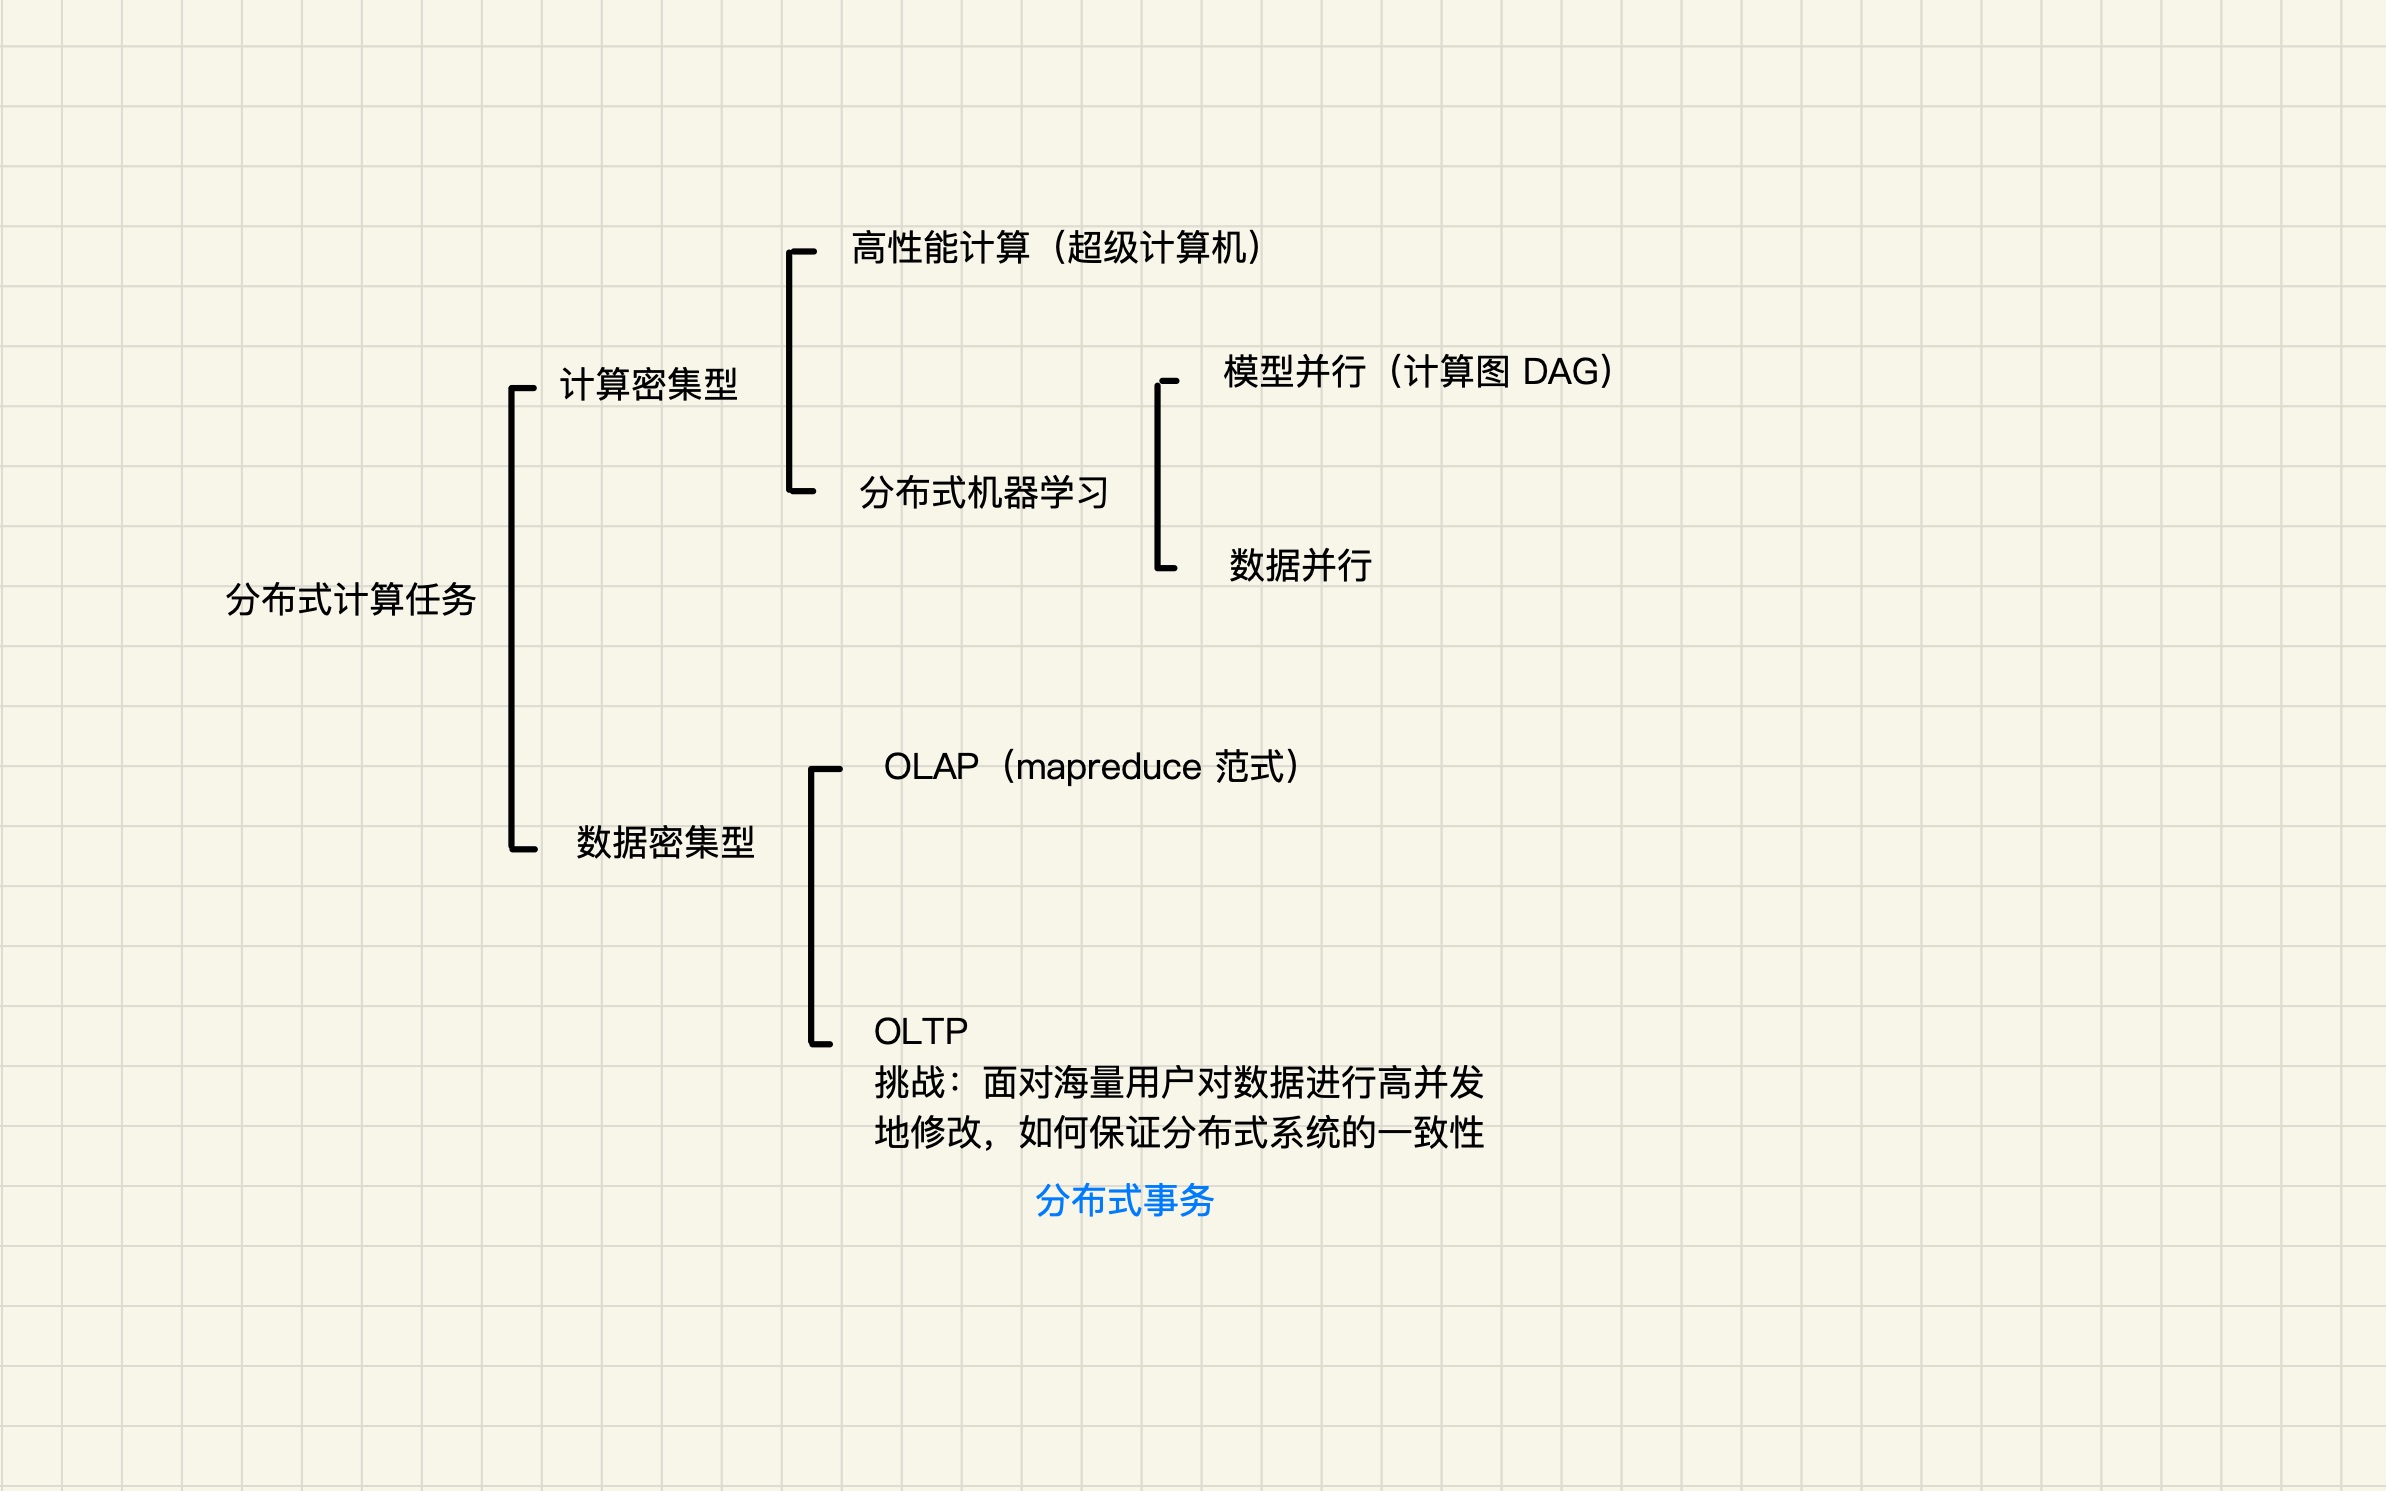 高性能计算（超级计算机）
模型并行（计算图 DAG）
计算密集型
分布式机器学习
数据并行
分布式计算任务
OLAP（mapreduce 范式）
数据密集型
OLTP
挑战：面对海量用户对数据进行高并发
地修改，如何保证分布式系统的一致性
分布式事务